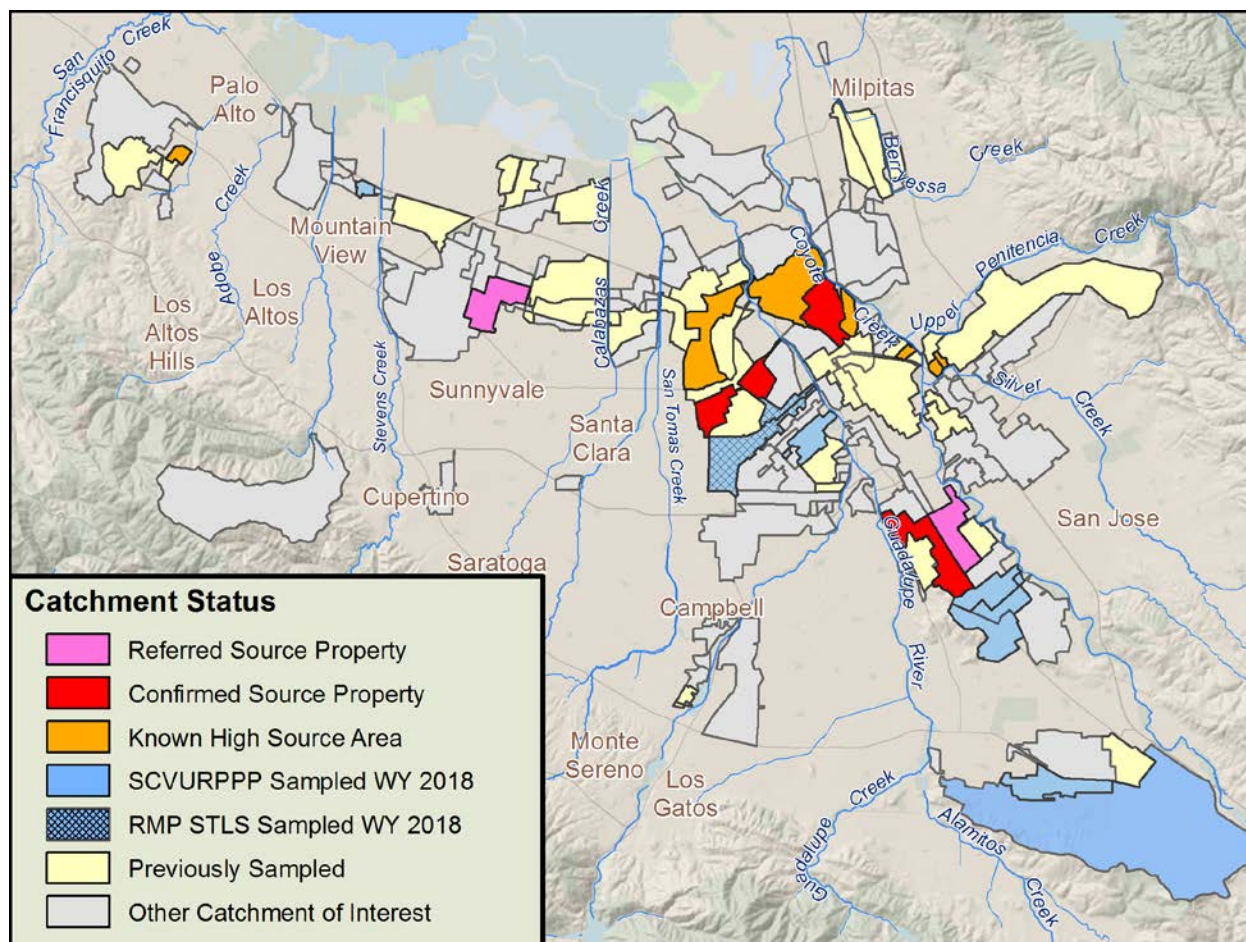 San
Francisquito Creek
Palo
Alto
Milpitas
Berryessa
Creek
Adobe Creek
Mountain
View
Creek
Calabazas
Coyote
Creek
Upper
Penitencia
Creek
Los
Altos
Hills
Los
Altos
Stevens Creek
Sunnyvale
San Tomas Creek
Silver
Creek
Santa
Clara
Cupertino
San Jose
Saratoga
Guadalupe
River
Campbell
Monte
Sereno
Los
Gatos
Guadalupe
Creek
Alamitos
Creek
Catchment Status
Referred Source Property
Confirmed Source Property
Known High Source Area
SCVURPPP Sampled WY 2018
RMP STLS Sampled WY 2018
Previously Sampled
Other Catchment of Interest